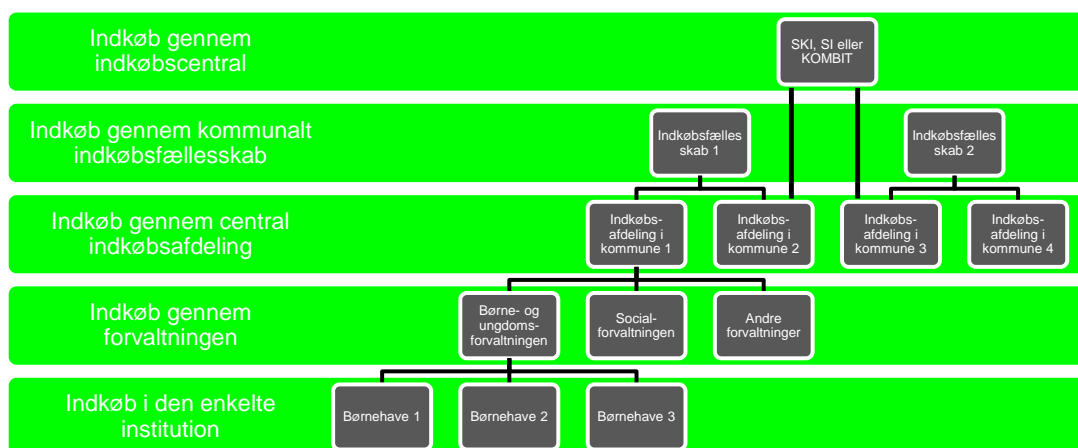 Indkøb gennem
indkøbscentral
SKI, SI eller
KOMBIT
Indkøb gennem kommunalt
indkøbsfællesskab
Indkøbsfælles
skab 1
Indkøbsfælles
skab 2
Indkøb gennem central
indkøbsafdeling
Indkøbs-
afdeling i
kommune 1
Indkøbs-
afdeling i
kommune 2
Indkøbs-
afdeling i
kommune 3
Indkøbs-
afdeling i
kommune 4
Indkøb gennem
forvaltningen
Børne- og
ungdoms-
forvaltningen
Social-
forvaltningen
Andre
forvaltninger
Indkøb i den enkelte
institution
Børnehave 1
Børnehave 2
Børnehave 3